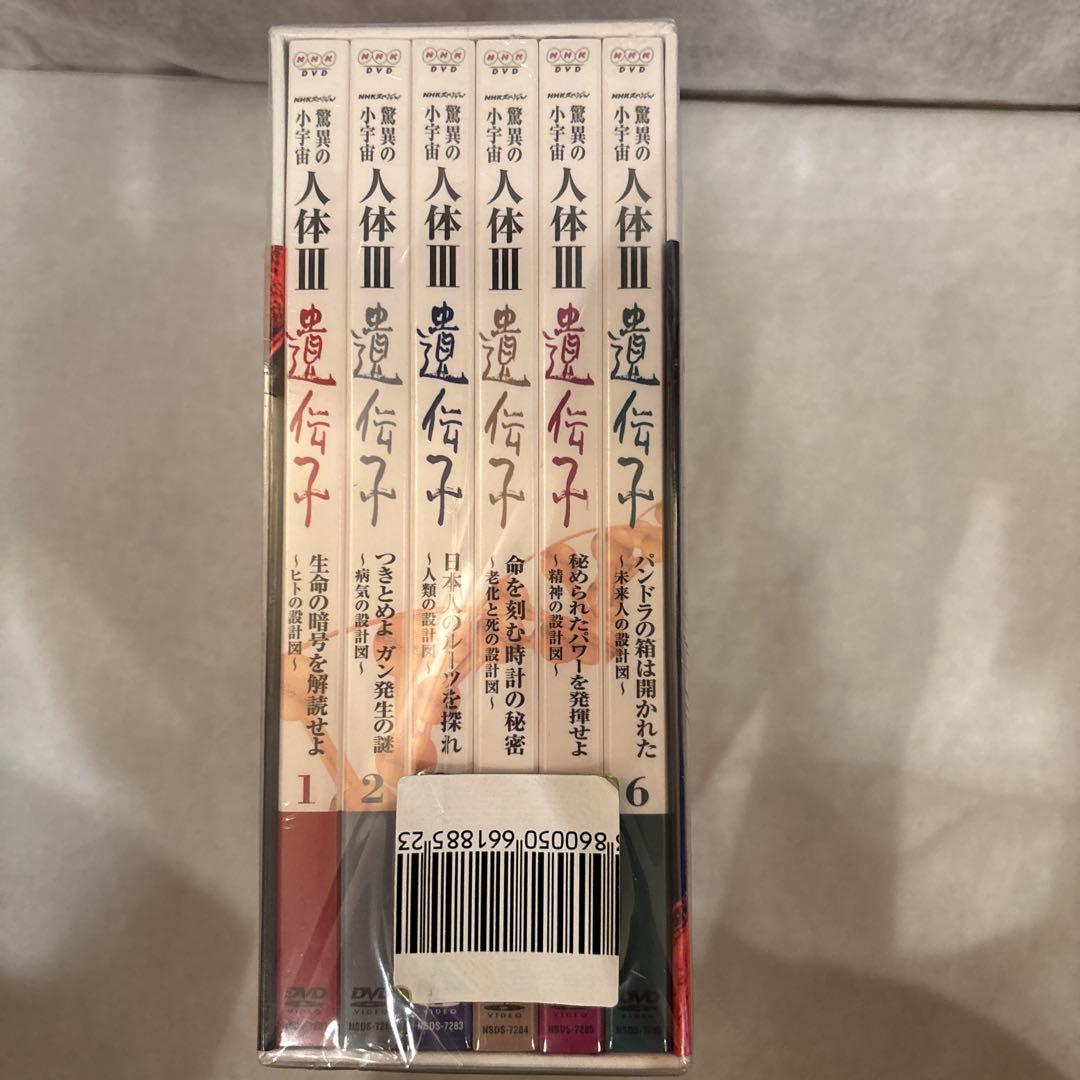 NHK
DVD
NHKスペシャル
驚異の
小宇宙
人体III
遺伝子
生命の暗号を解読せよ
～ヒトの設計図～
1
DVD
VIDEO
NHK
DVD
NHKスペシャル
驚異の
小宇宙
人体III
遺伝子
つきとめよ ガン発生の謎
～病気の設計図～
2
DVD
VIDEO
NHK
DVD
NHKスペシャル
驚異の
小宇宙
人体III
遺伝子
日本人のルーツを探れ
～人類の設計図～
VIDEO
NSDS-7283
NHK
DVD
NHKスペシャル
驚異の
小宇宙
人体III
遺伝子
命を刻む時計の秘密
～老化と死の設計図～
VIDEO
NSDS-7284
NHK
DVD
NHKスペシャル
驚異の
小宇宙
人体III
遺伝子
秘められたパワーを発揮せよ
～精神の設計図～
VIDEO
NSDS-7285
NHK
DVD
NHKスペシャル
驚異の
小宇宙
人体III
遺伝子
パンドラの箱は開かれた
～未来人の設計図～
6
VIDEO
860050 661885 23